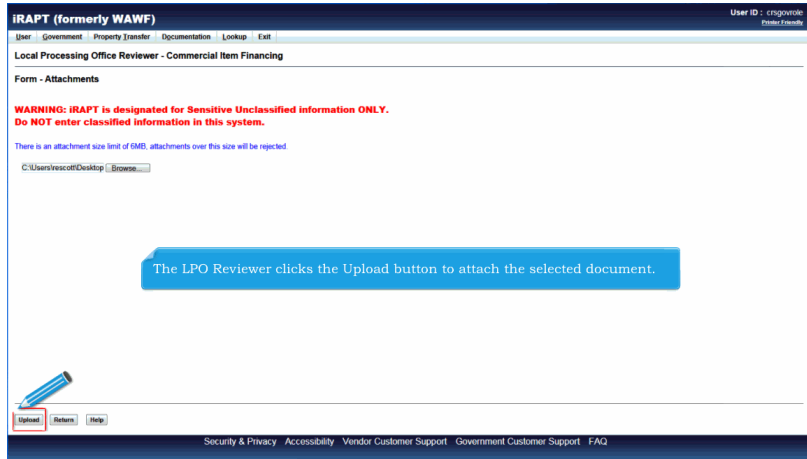 iRAPT (formerly WAWF)
User ID : crsgovrole
Printer Friendly
User Government Property Transfer Documentation Lookup Exit
Local Processing Office Reviewer - Commercial Item Financing
Form - Attachments
WARNING: iRAPT is designated for Sensitive Unclassified information ONLY.
Do NOT enter classified information in this system.
There is an attachment size limit of 6MB, attachments over this size will be rejected.
C:\Users\rescott\Desktop Browse...
The LPO Reviewer clicks the Upload button to attach the selected document.
Upload Return Help
Security & Privacy Accessibility Vendor Customer Support Government Customer Support FAQ